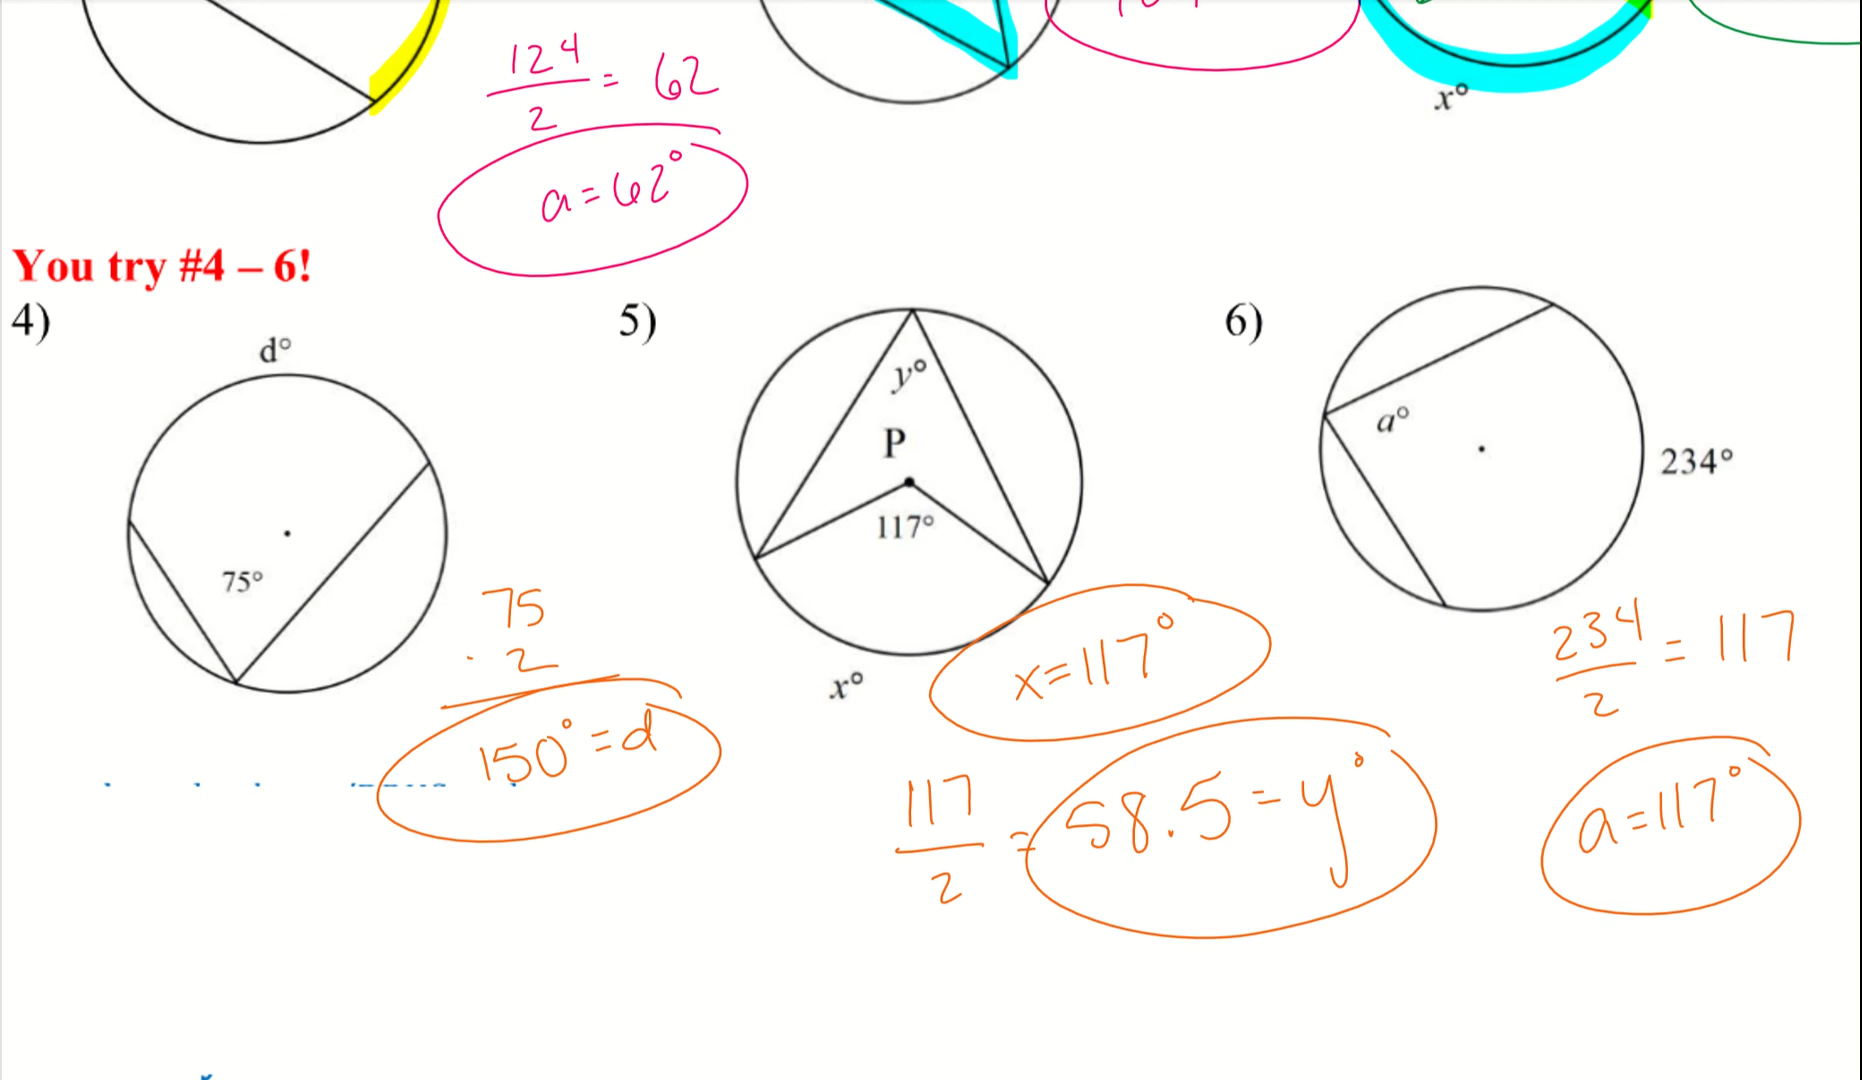 124
2
= 62
a = 62°
x°
You try #4 – 6!
4)
d°
75°
75
· 2
150° = d
5)
y°
P
117°
x°
x = 117°
117
2
= 58.5 = y°
6)
a°
234°
234
2
= 117
a = 117°